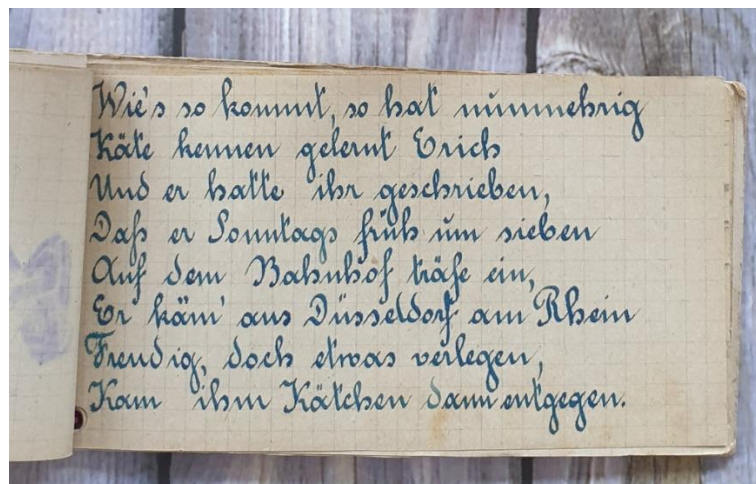 Wie's so kommt, so hat nunmehrig
Käte kennen gelernt Erich
Und er hatte ihr geschrieben,
Daß er Sonntags früh um sieben
Auf dem Bahnhof träfe ein,
Er käm' aus Düsseldorf am Rhein
Freudig, doch etwas verlegen,
Kam ihm Kätchen dann entgegen.